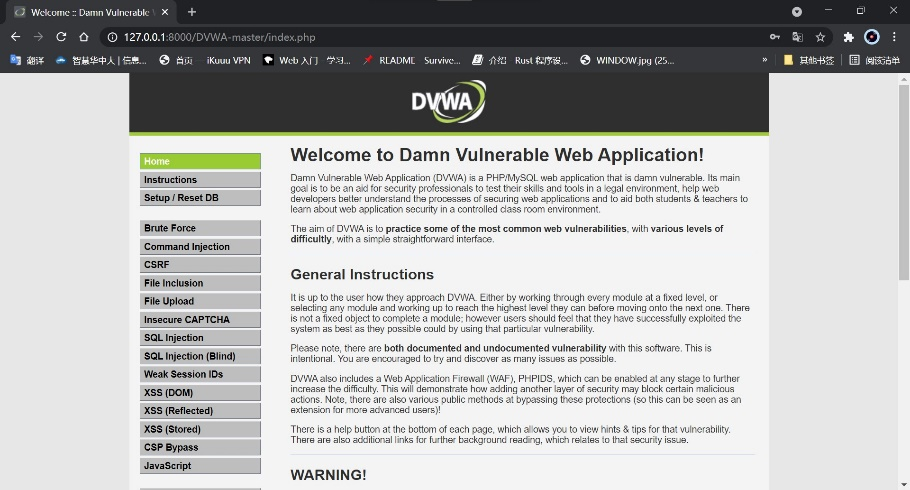 Welcome :: Damn Vulnerable
127.0.0.1:8000/DVWA-master/index.php
翻译 智慧华中人 | 信息... 首页 iKuuu VPN Web 入门 学习... README Survive... 介绍 Rust 程序设... WINDOW.jpg (25... » 其他书签 阅读清单
DVWA
Home
Instructions
Setup / Reset DB
Brute Force
Command Injection
CSRF
File Inclusion
File Upload
Insecure CAPTCHA
SQL Injection
SQL Injection (Blind)
Weak Session IDs
XSS (DOM)
XSS (Reflected)
XSS (Stored)
CSP Bypass
JavaScript
Welcome to Damn Vulnerable Web Application!
Damn Vulnerable Web Application (DVWA) is a PHP/MySQL web application that is damn vulnerable. Its main
goal is to be an aid for security professionals to test their skills and tools in a legal environment, help web
developers better understand the processes of securing web applications and to aid both students & teachers to
learn about web application security in a controlled class room environment.
The aim of DVWA is to practice some of the most common web vulnerabilities, with various levels of
difficultly, with a simple straightforward interface.
General Instructions
It is up to the user how they approach DVWA. Either by working through every module at a fixed level, or
selecting any module and working up to reach the highest level they can before moving onto the next one. There
is not a fixed object to complete a module; however users should feel that they have successfully exploited the
system as best as they possible could by using that particular vulnerability.
Please note, there are both documented and undocumented vulnerability with this software. This is
intentional. You are encouraged to try and discover as many issues as possible.
DVWA also includes a Web Application Firewall (WAF), PHPIDS, which can be enabled at any stage to further
increase the difficulty. This will demonstrate how adding another layer of security may block certain malicious
actions. Note, there are also various public methods at bypassing these protections (so this can be seen as an
extension for more advanced users)!
There is a help button at the bottom of each page, which allows you to view hints & tips for that vulnerability.
There are also additional links for further background reading, which relates to that security issue.
WARNING!